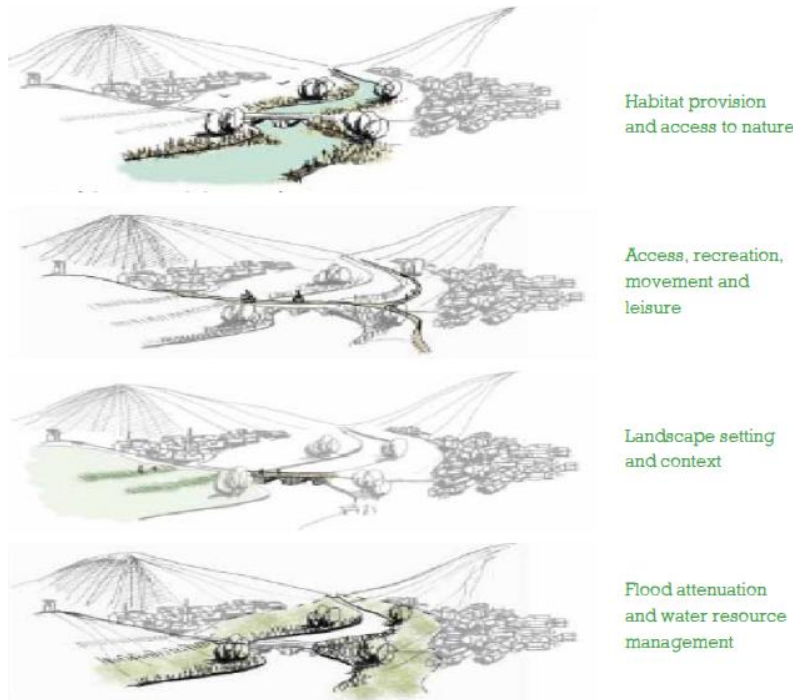 Habitat provision
and access to nature
Access, recreation,
movement and
leisure
Landscape setting
and context
Flood attenuation
and water resource
management